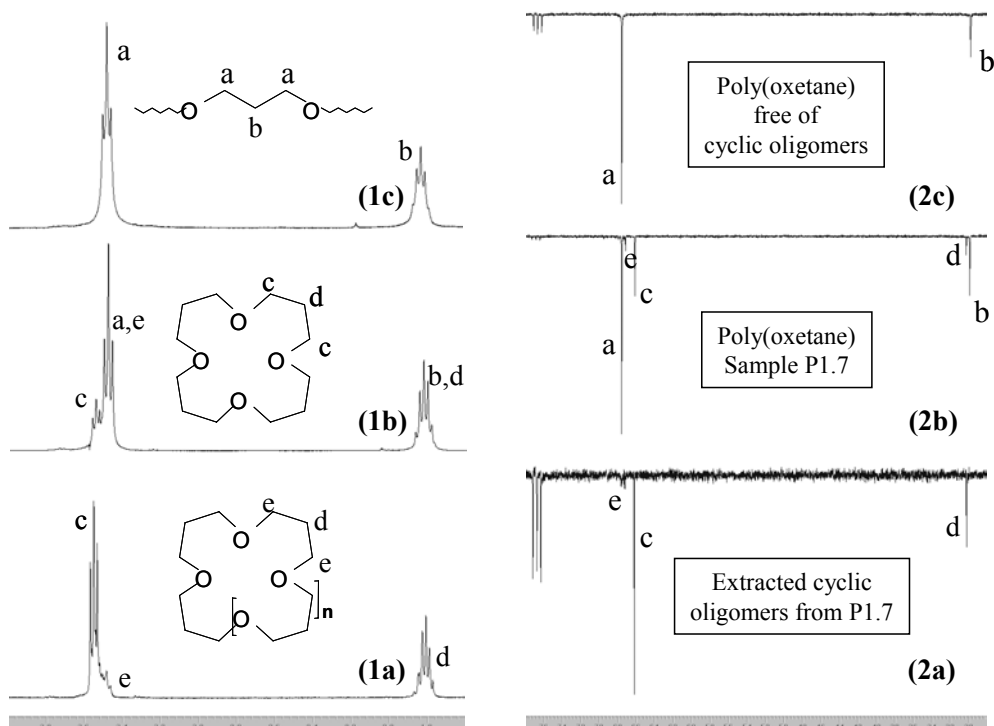 a
a
a
O
O
b
b
(1c)
c
d
a,e
c
O
O
O
O
c
b,d
(1b)
c
e
d
O
e
O
O
O
n
e
(1a)
d
b
Poly(oxetane)
free of
cyclic oligomers
a
(2c)
e
d
c
b
Poly(oxetane)
Sample P1.7
a
(2b)
e
c
d
Extracted cyclic
oligomers from P1.7
(2a)